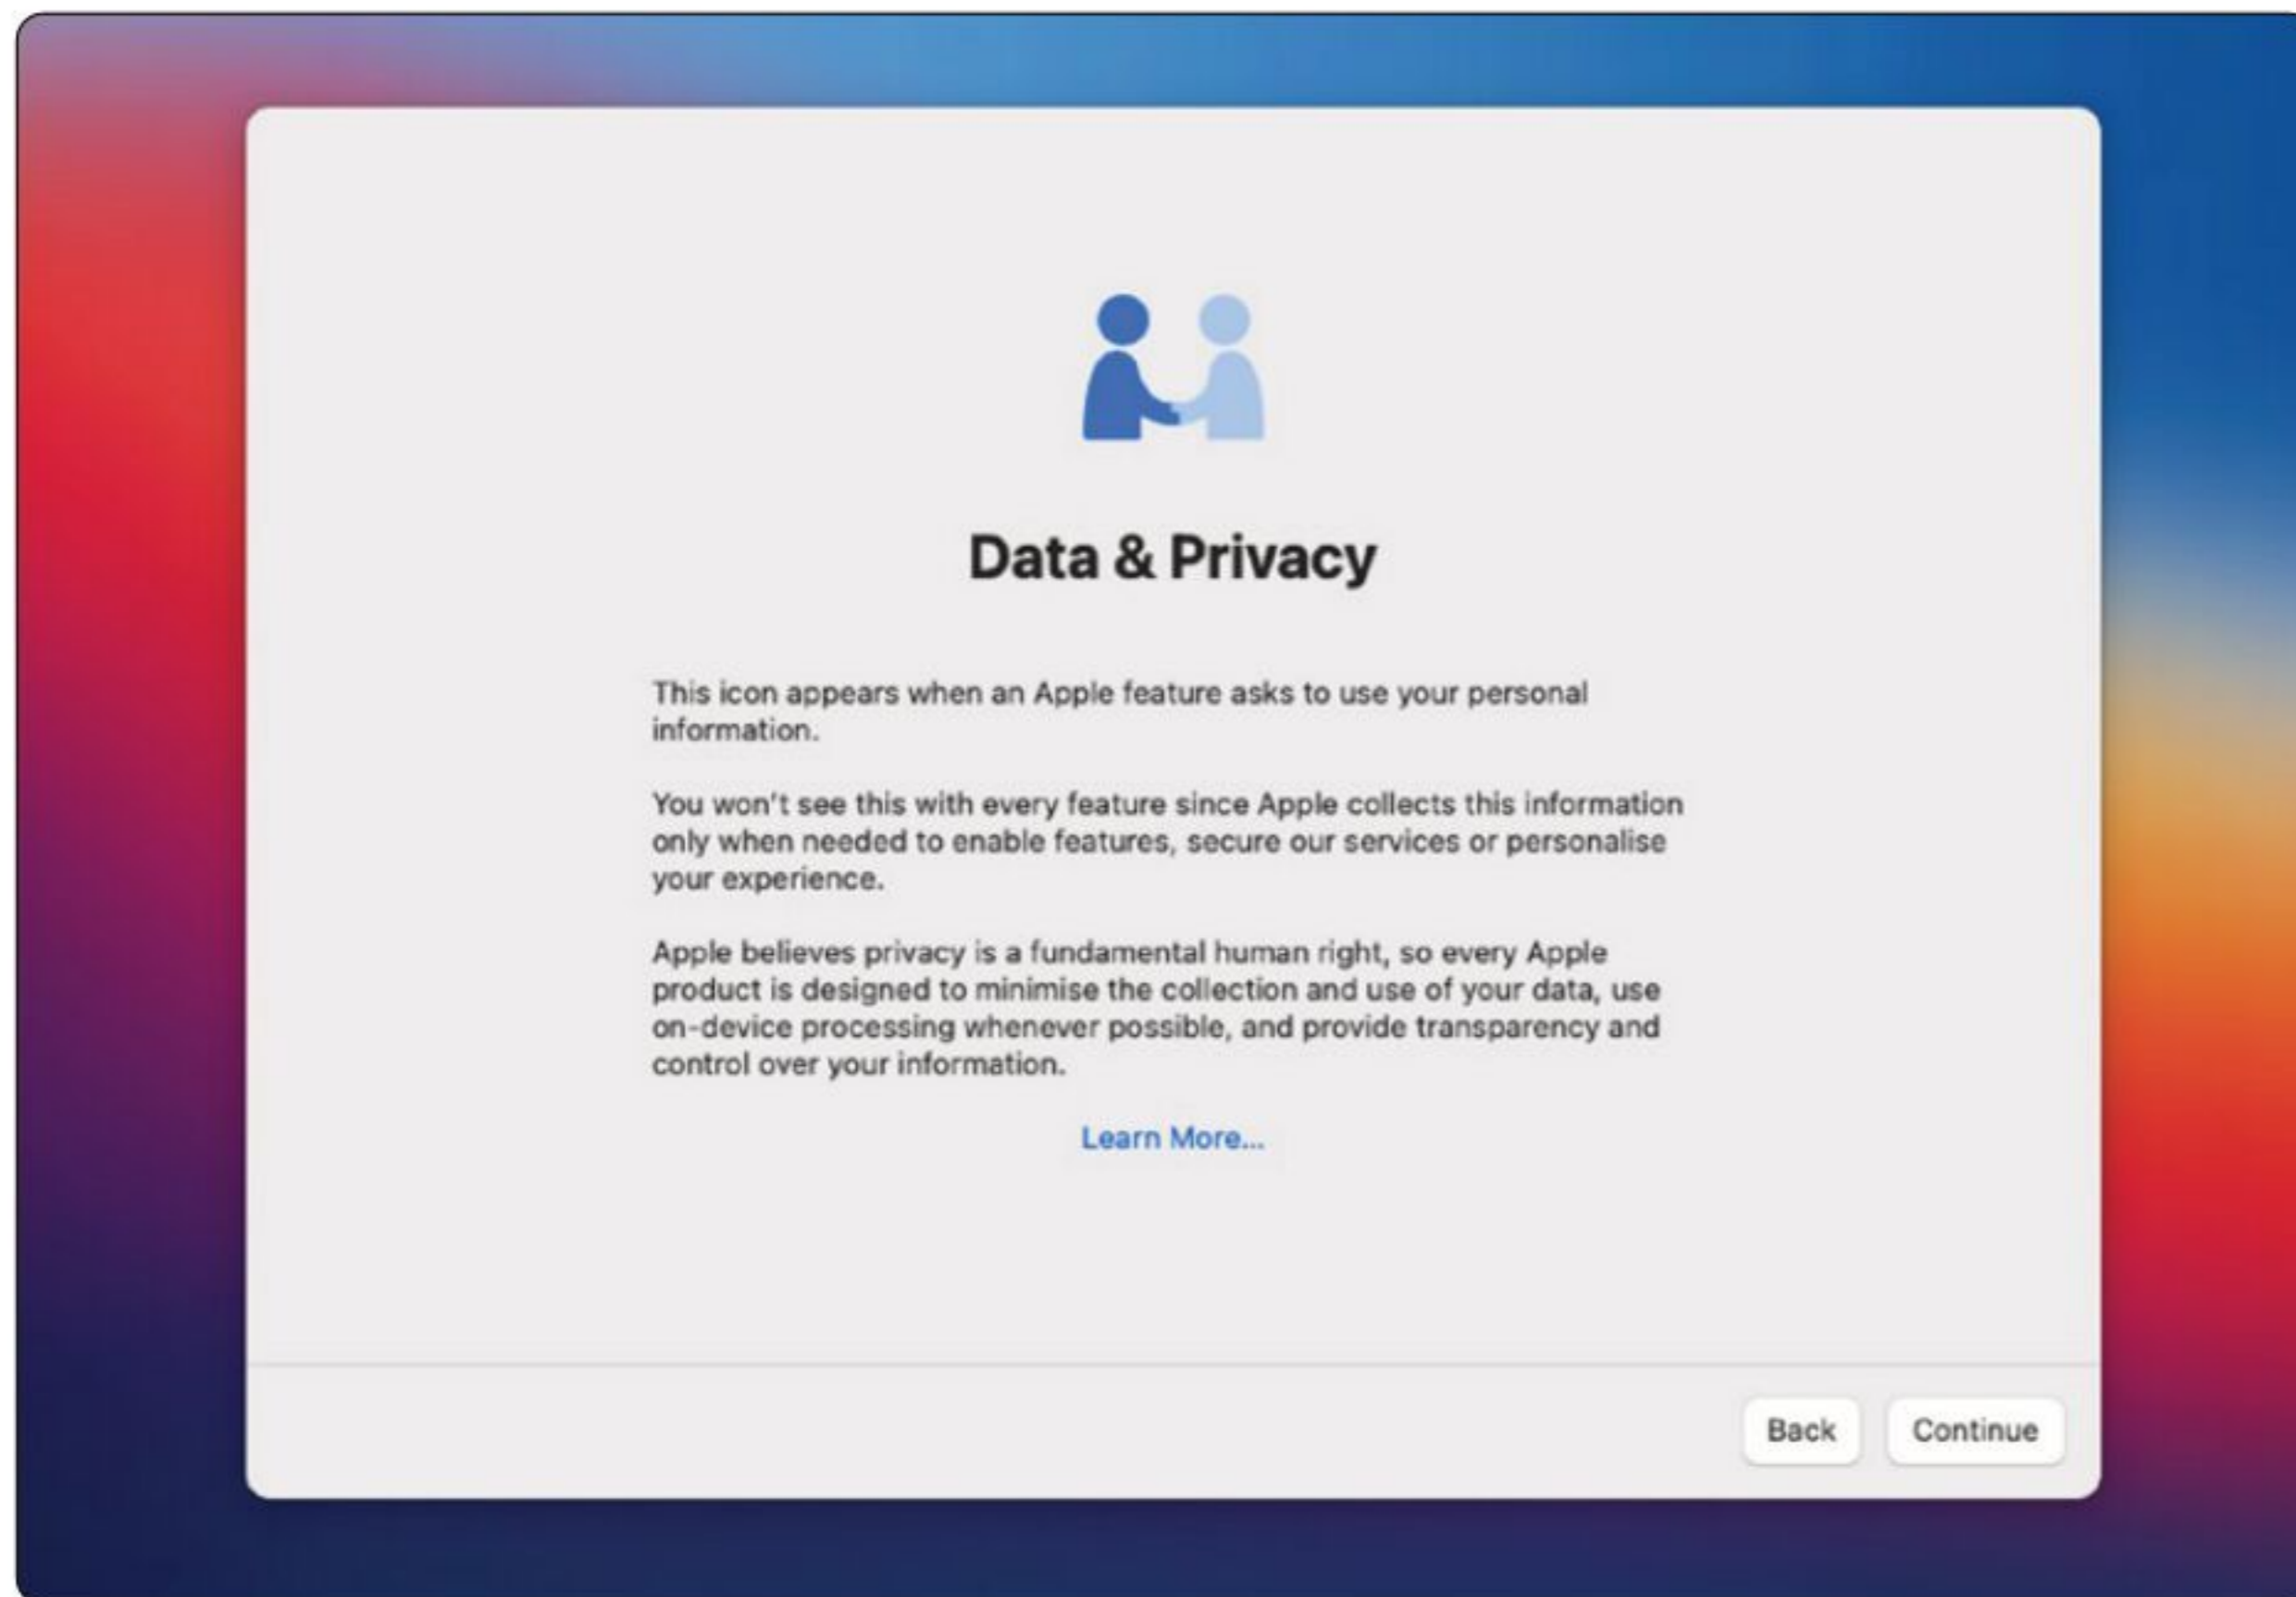 Data & Privacy
This icon appears when an Apple feature asks to use your personal
information.
You won't see this with every feature since Apple collects this information
only when needed to enable features, secure our services or personalise
your experience.
Apple believes privacy is a fundamental human right, so every Apple
product is designed to minimise the collection and use of your data, use
on-device processing whenever possible, and provide transparency and
control over your information.
Learn More...
Back
Continue